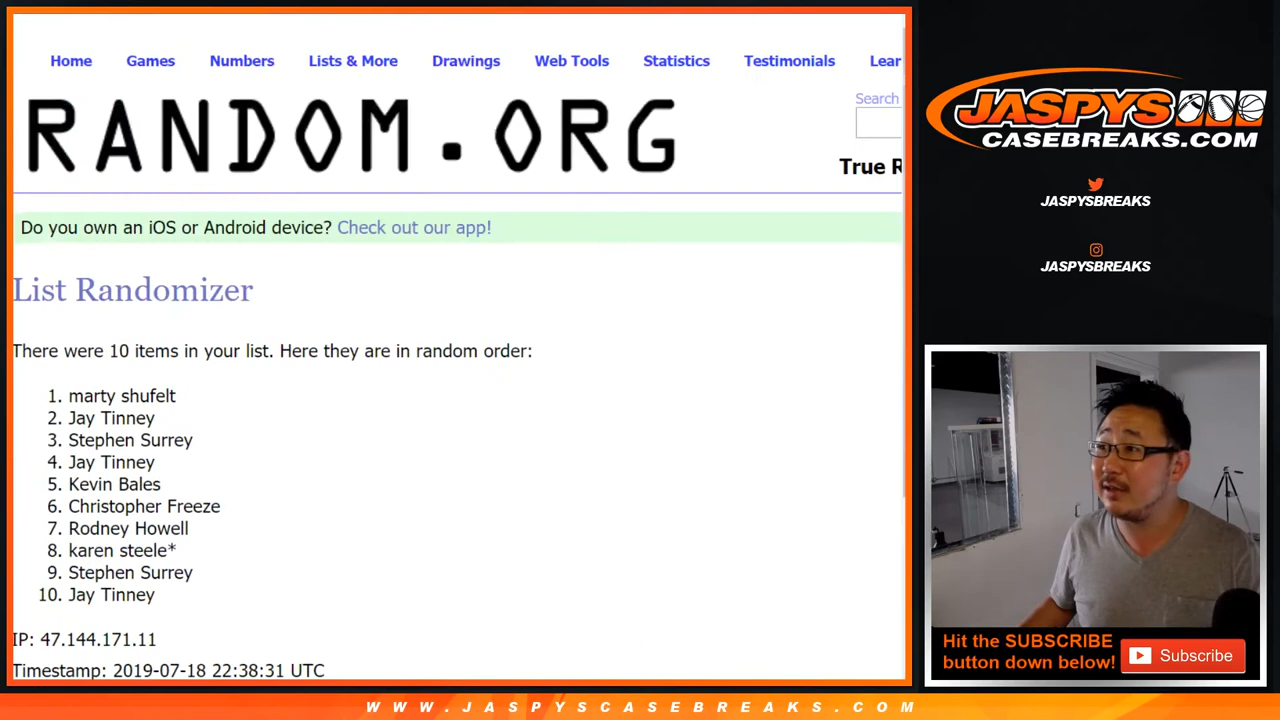 Home Games Numbers Lists & More Drawings Web Tools Statistics Testimonials Lear
RANDOM.ORG
Search
True R
Do you own an iOS or Android device? Check out our app!
List Randomizer
There were 10 items in your list. Here they are in random order:
1. marty shufelt
2. Jay Tinney
3. Stephen Surrey
4. Jay Tinney
5. Kevin Bales
6. Christopher Freeze
7. Rodney Howell
8. karen steele*
9. Stephen Surrey
10. Jay Tinney
IP: 47.144.171.11
Timestamp: 2019-07-18 22:38:31 UTC
JASPYS
CASEBREAKS.COM
JASPYSBREAKS
JASPYSBREAKS
Hit the SUBSCRIBE
button down below!
Subscribe
WWW.JASPYSCASEBREAKS.COM